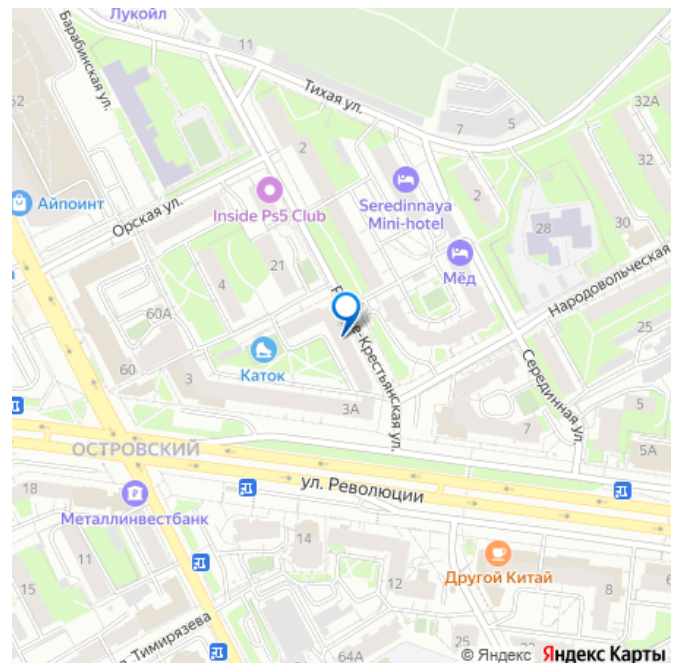 Лукойл
Барабинская ул.
11
Тихая ул.
52
7
5
32А
32
2
2
Айпоинт
Орская ул.
Inside Ps5 Club
Seredinnaya
Mini-hotel
28
30
Мёд
21
4
Народовольческая
60А
е-Крестьянская ул.
25
Каток
60
3
3А
Серединная ул.
5
7
5А
ОСТРОВСКИЙ
ул. Революции
18
Металлинвестбанк
14
11
15
Другой Китай
12
8
6
Тимирязева
64А
© Яндекс Яндекс Карты